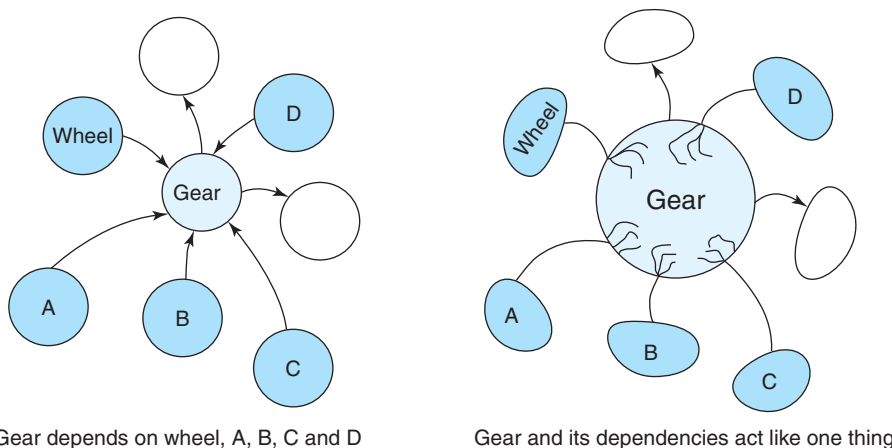 Wheel
D
Gear
A
B
C
Gear depends on wheel, A, B, C and D
Wheel
D
Gear
A
B
C
Gear and its dependencies act like one thing